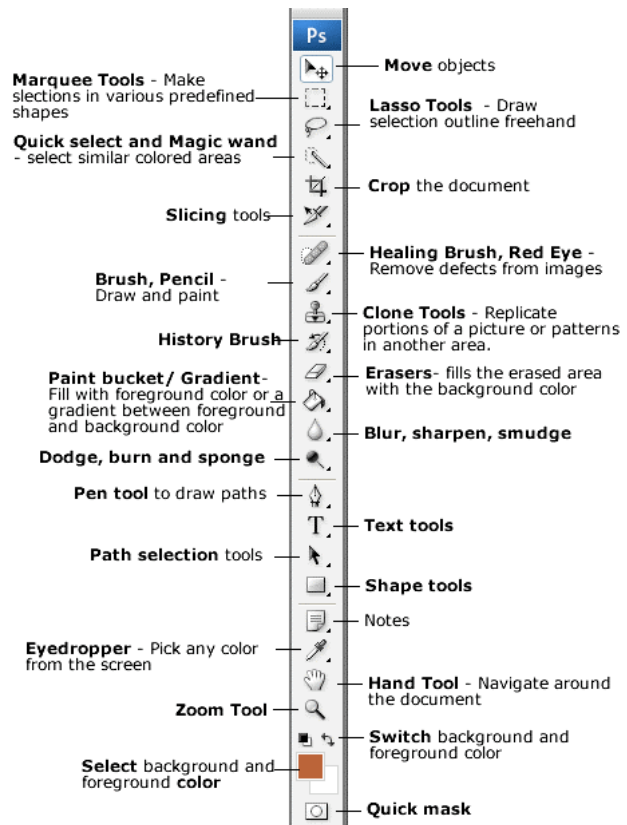 Ps
Move objects
Marquee Tools - Make
slections in various predefined
shapes
Lasso Tools - Draw
selection outline freehand
Quick select and Magic wand
- select similar colored areas
Crop the document
Slicing tools
Healing Brush, Red Eye -
Remove defects from images
Brush, Pencil -
Draw and paint
Clone Tools - Replicate
portions of a picture or patterns
in another area.
History Brush
Erasers- fills the erased area
with the background color
Paint bucket/ Gradient-
Fill with foreground color or a
gradient between foreground
and background color
Blur, sharpen, smudge
Dodge, burn and sponge
Pen tool to draw paths
T
Text tools
Path selection tools
Shape tools
Notes
Eyedropper - Pick any color
from the screen
Hand Tool - Navigate around
the document
Zoom Tool
Switch background and
foreground color
Select background and
foreground color
Quick mask